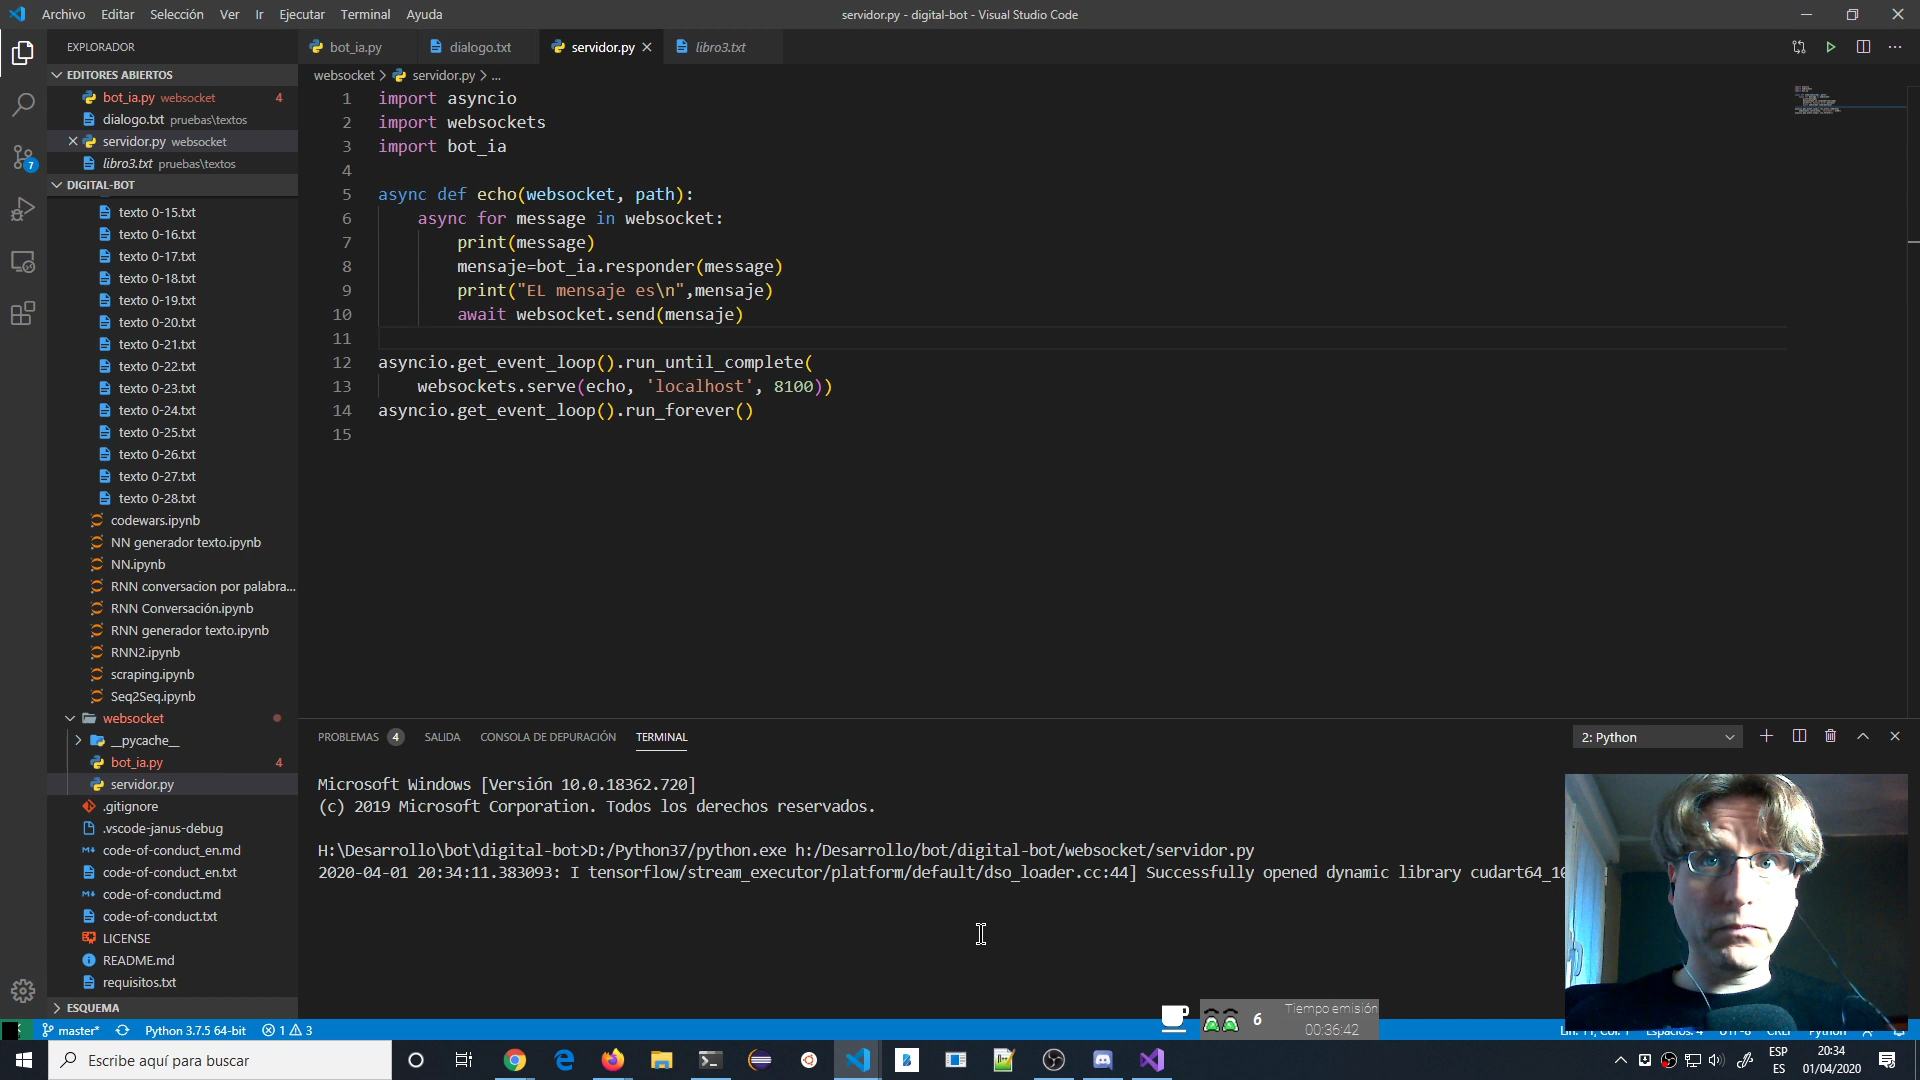 Archivo Editar Selección Ver Ir Ejecutar Terminal Ayuda
servidor.py - digital-bot - Visual Studio Code
EXPLORADOR
bot_ia.py
dialogo.txt
servidor.py
libro3.txt
EDITORES ABIERTOS
bot_ia.py websocket 4
dialogo.txt pruebas\textos
servidor.py websocket
libro3.txt pruebas\textos
DIGITAL-BOT
texto 0-15.txt
texto 0-16.txt
texto 0-17.txt
texto 0-18.txt
texto 0-19.txt
texto 0-20.txt
texto 0-21.txt
texto 0-22.txt
texto 0-23.txt
texto 0-24.txt
texto 0-25.txt
texto 0-26.txt
texto 0-27.txt
texto 0-28.txt
codewars.ipynb
NN generador texto.ipynb
NN.ipynb
RNN conversacion por palabra...
RNN Conversación.ipynb
RNN generador texto.ipynb
RNN2.ipynb
scraping.ipynb
Seq2Seq.ipynb
websocket
__pycache__
bot_ia.py 4
servidor.py
.gitignore
.vscode-janus-debug
code-of-conduct_en.md
code-of-conduct_en.txt
code-of-conduct.md
code-of-conduct.txt
LICENSE
README.md
requisitos.txt
ESQUEMA
7
websocket > servidor.py > ...
1 import asyncio
2 import websockets
3 import bot_ia
4
5 async def echo(websocket, path):
6 async for message in websocket:
7 print(message)
8 mensaje=bot_ia.responder(message)
9 print("EL mensaje es\n",mensaje)
10 await websocket.send(mensaje)
11
12 asyncio.get_event_loop().run_until_complete(
13 websockets.serve(echo, 'localhost', 8100))
14 asyncio.get_event_loop().run_forever()
15
PROBLEMAS 4 SALIDA CONSOLA DE DEPURACIÓN TERMINAL
2: Python
Microsoft Windows [Versión 10.0.18362.720]
(c) 2019 Microsoft Corporation. Todos los derechos reservados.
H:\Desarrollo\bot\digital-bot>D:/Python37/python.exe h:/Desarrollo/bot/digital-bot/websocket/servidor.py
2020-04-01 20:34:11.383093: I tensorflow/stream_executor/platform/default/dso_loader.cc:44] Successfully opened dynamic library cudart64_10
6
Tiempo emisión
00:36:42
master* Python 3.7.5 64-bit 1 3
Escribe aquí para buscar
ESP
ES
20:34
01/04/2020